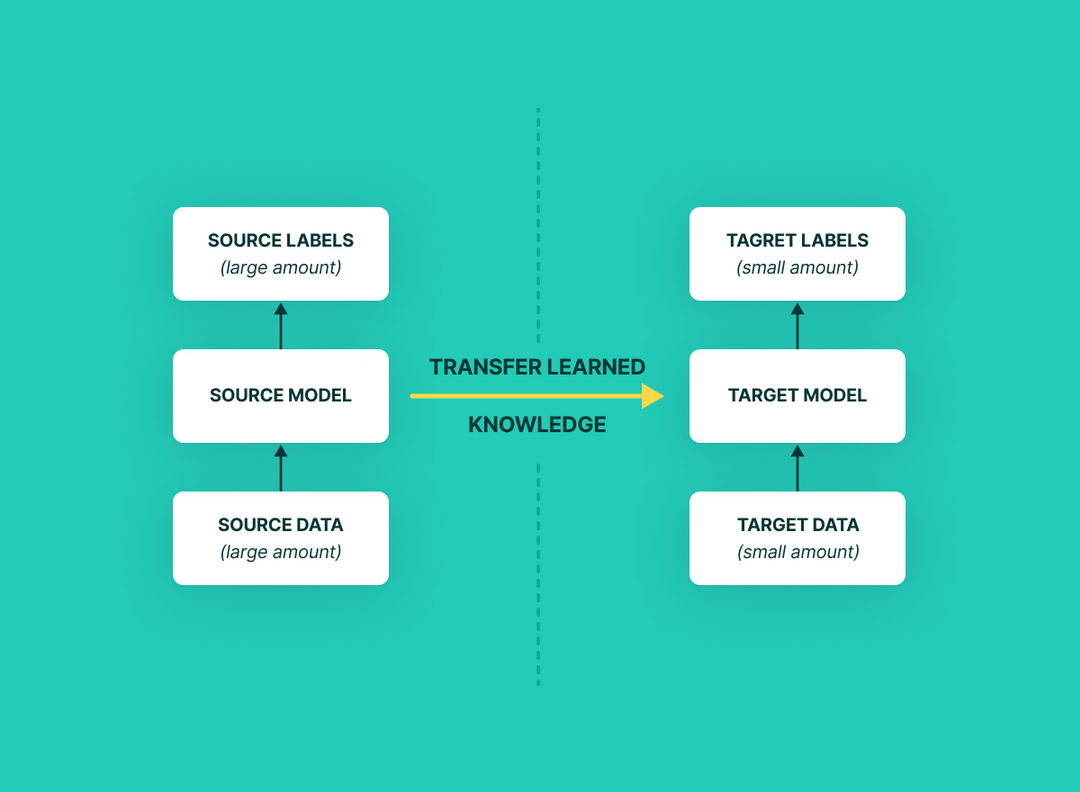 SOURCE LABELS
(large amount)
SOURCE MODEL
SOURCE DATA
(large amount)
TRANSFER LEARNED
KNOWLEDGE
TAGRET LABELS
(small amount)
TARGET MODEL
TARGET DATA
(small amount)